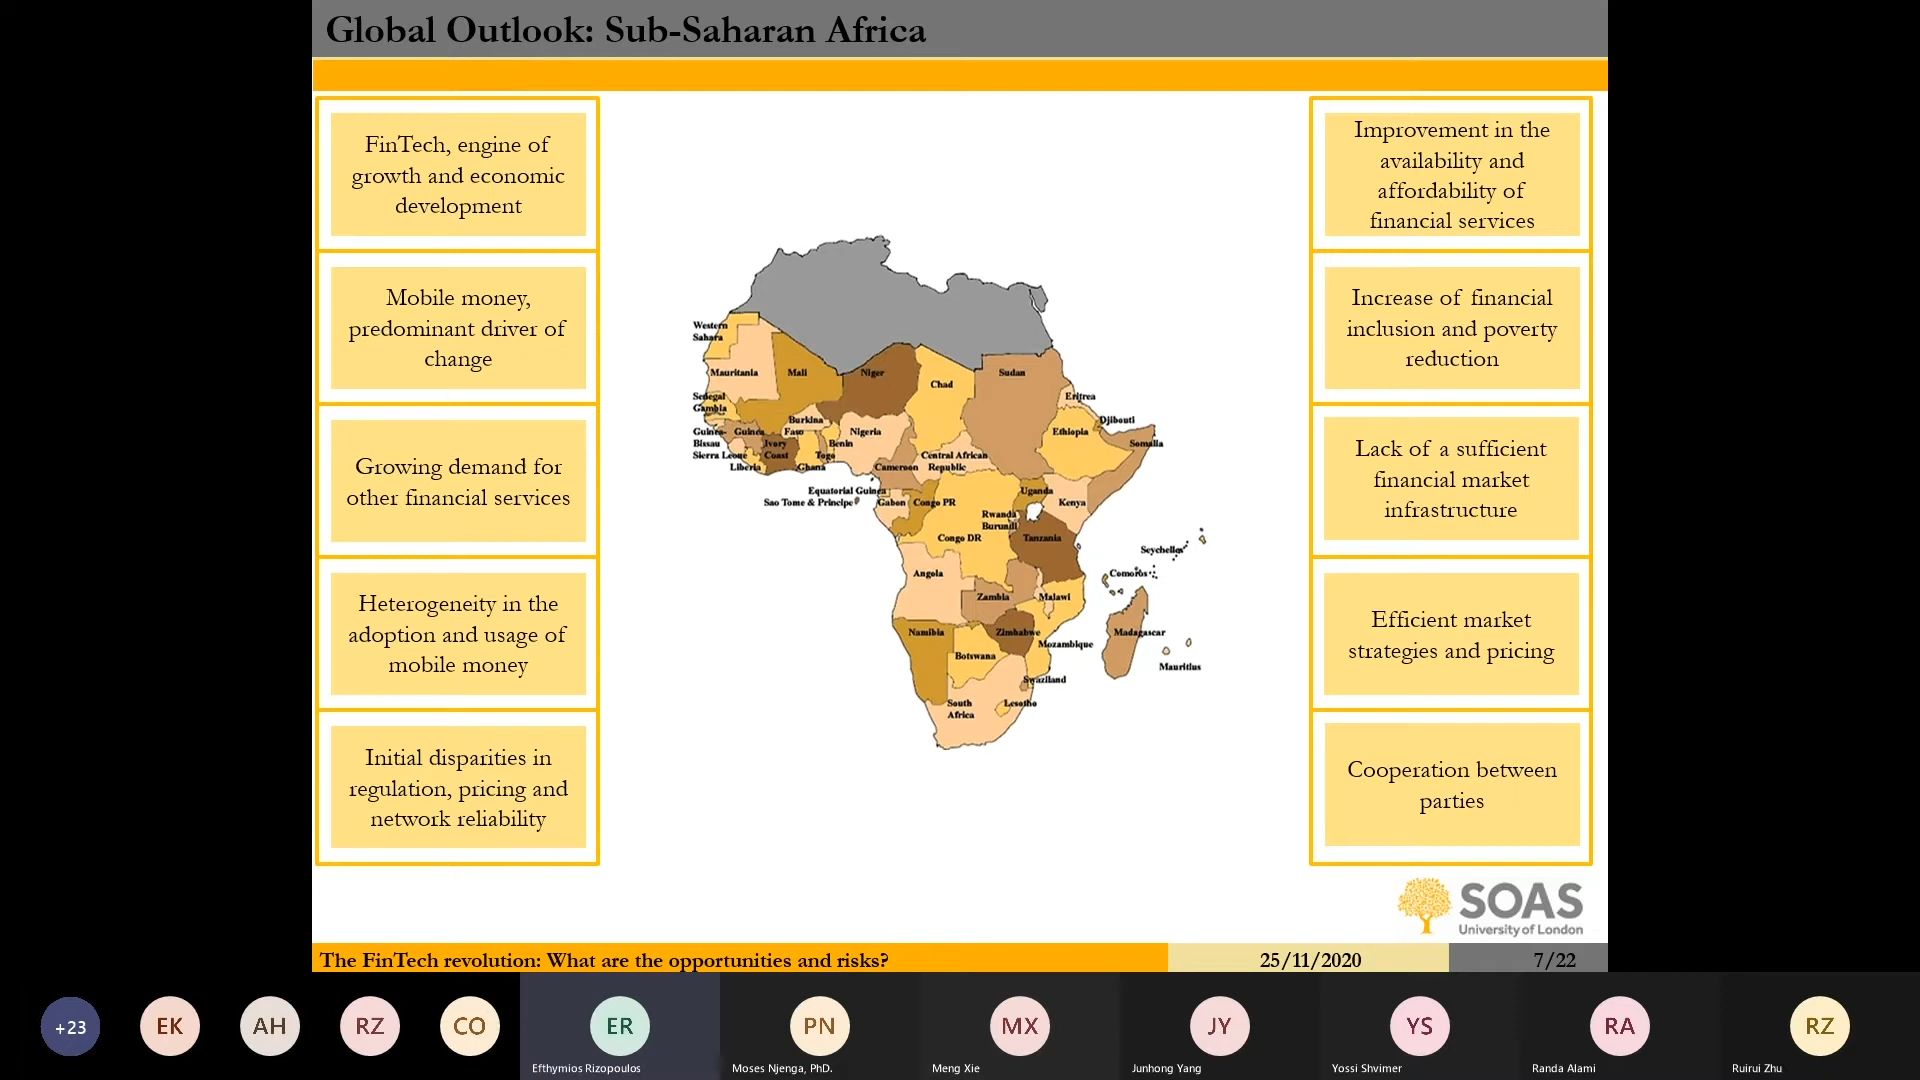 Global Outlook: Sub-Saharan Africa
FinTech, engine of
growth and economic
development
Mobile money,
predominant driver of
change
Growing demand for
other financial services
Heterogeneity in the
adoption and usage of
mobile money
Initial disparities in
regulation, pricing and
network reliability
Western
Sahara
Mauritania
Mali
Niger
Chad
Sudan
Eritrea
Senegal
Gambia
Djibouti
Burkina
Faso
Guinea-
Bissau
Guinea
Ivory
Coast
Benin
Nigeria
Ethiopia
Somalia
Sierra Leone
Liberia
Ghana
Togo
Cameroon
Central African
Republic
Equatorial Guinea
Sao Tome & Principe
Gabon
Congo PR
Uganda
Kenya
Rwanda
Burundi
Congo DR
Tanzania
Seychelles
Comoros
Angola
Zambia
Malawi
Namibia
Zimbabwe
Mozambique
Madagascar
Botswana
Mauritius
Swaziland
South
Africa
Lesotho
Improvement in the
availability and
affordability of
financial services
Increase of financial
inclusion and poverty
reduction
Lack of a sufficient
financial market
infrastructure
Efficient market
strategies and pricing
Cooperation between
parties
SOAS
University of London
The FinTech revolution: What are the opportunities and risks?
25/11/2020
7/22
+23
EK
AH
RZ
CO
ER
Efthymios Rizopoulos
PN
Moses Njenga, PhD.
MX
Meng Xie
JY
Junhong Yang
YS
Yossi Shvimer
RA
Randa Alami
RZ
Ruirui Zhu